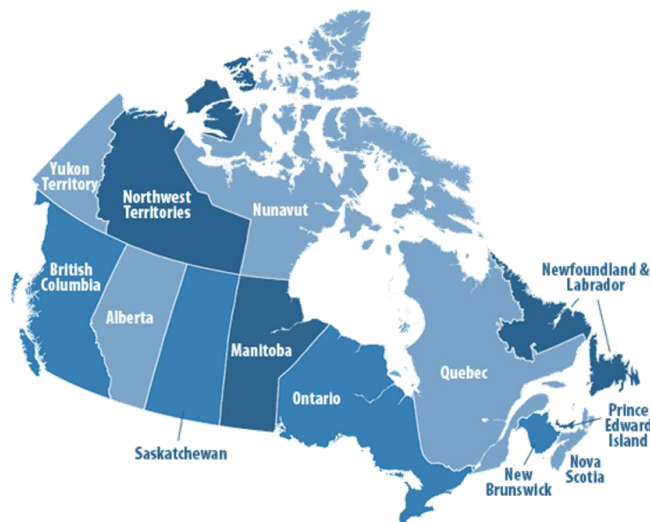 Yukon
Territory
Northwest
Territories
Nunavut
British
Columbia
Alberta
Saskatchewan
Manitoba
Ontario
Quebec
Newfoundland &
Labrador
Prince
Edward
Island
Nova
Scotia
New
Brunswick